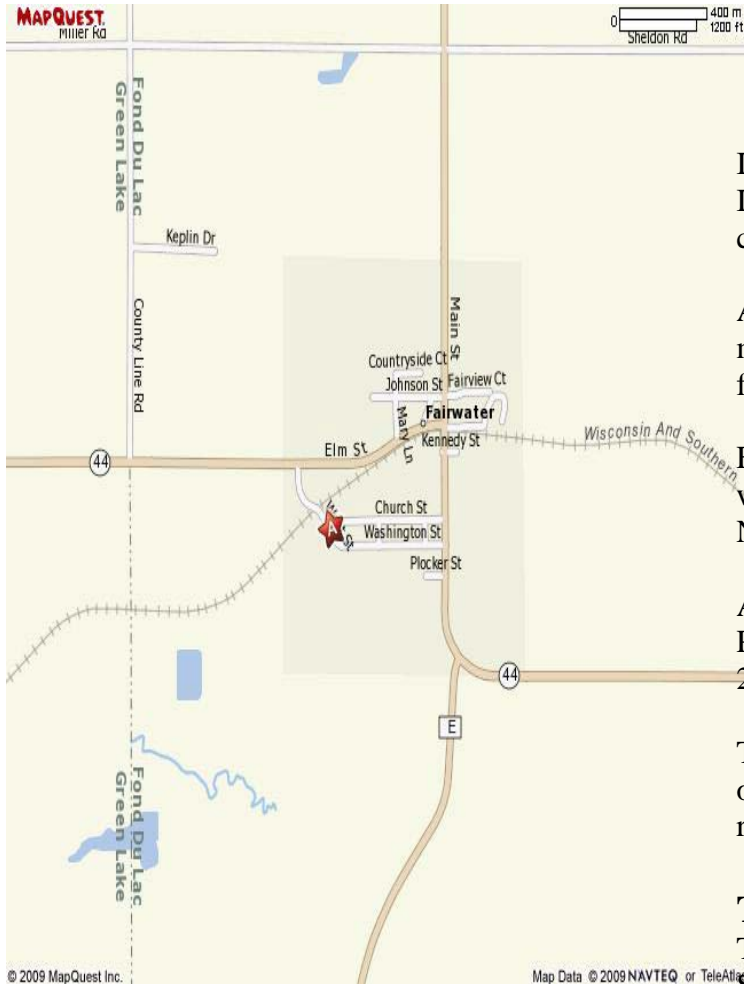 MAPQUEST.
0 400 m
1200 ft
Miller Rd
Sheldon Rd
Fond Du Lac
Green Lake
Keplin Dr
County Line Rd
Main St
Countryside Ct
Johnson St Fairview Ct
Mary Ln
Fairwater
Kennedy St
Elm St
Wisconsin And Southern
44
Church St
A
Washington St
Plocker St
44
E
Fond Du Lac
Green Lake
© 2009 MapQuest Inc.
Map Data © 2009 NAVTEQ or TeleAtlas